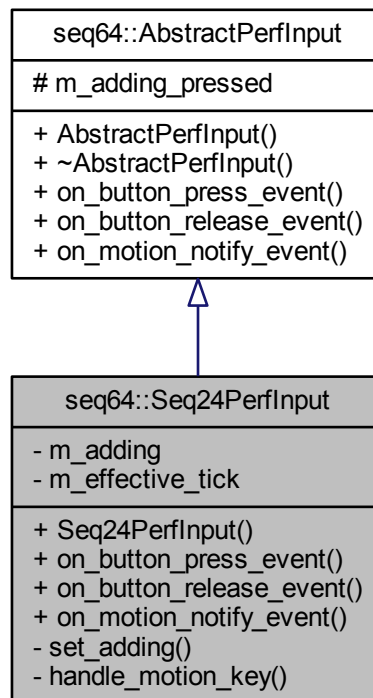 seq64::AbstractPerfInput
# m_adding_pressed
+ AbstractPerfInput()
+ ~AbstractPerfInput()
+ on_button_press_event()
+ on_button_release_event()
+ on_motion_notify_event()
seq64::Seq24PerfInput
- m_adding
- m_effective_tick
+ Seq24PerfInput()
+ on_button_press_event()
+ on_button_release_event()
+ on_motion_notify_event()
- set_adding()
- handle_motion_key()